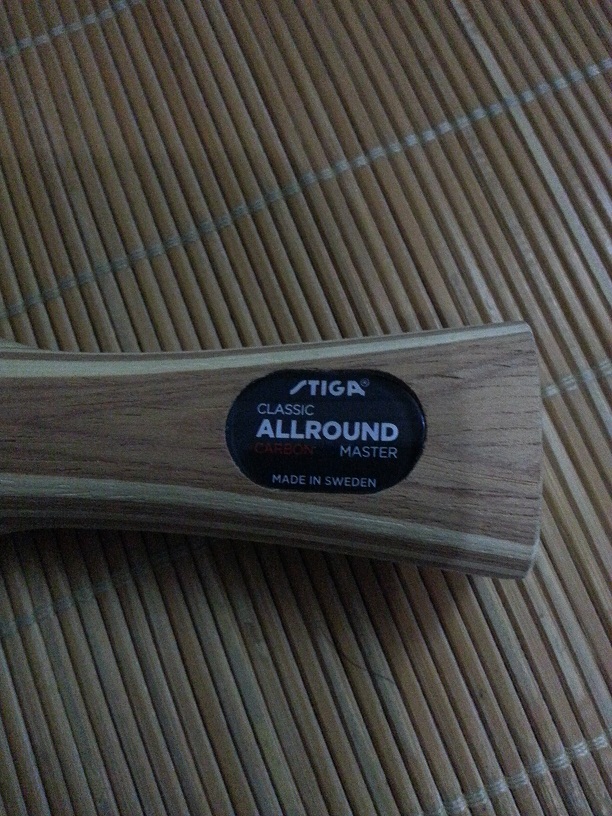 STIGA®
CLASSIC
ALLROUND
CARBON MASTER
MADE IN SWEDEN